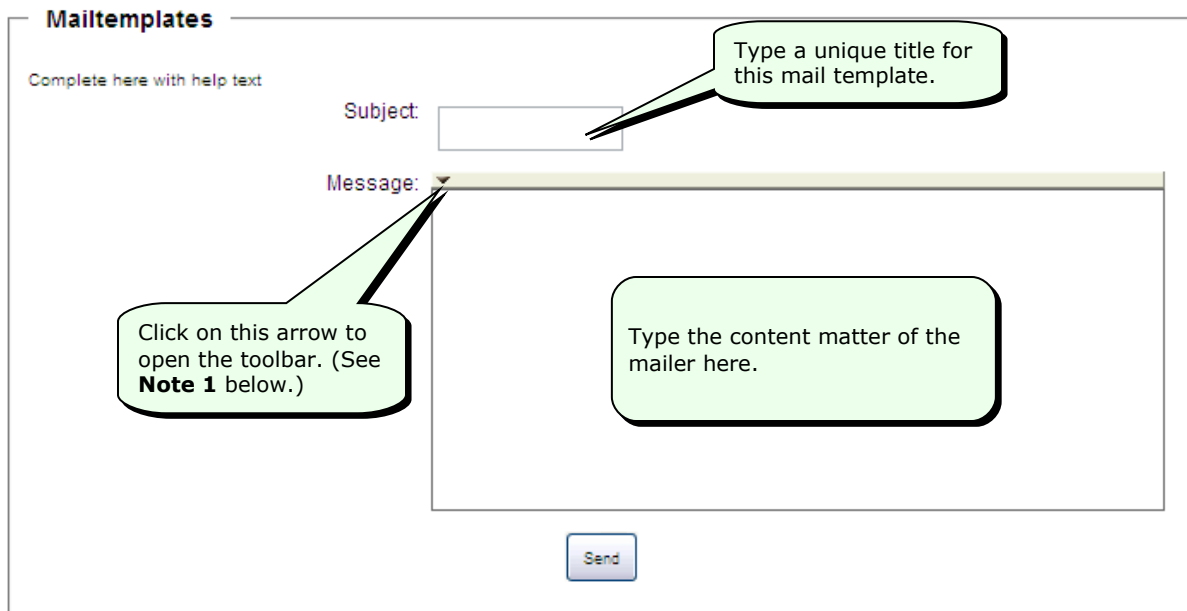 Mailtemplates
Type a unique title for
this mail template.
Complete here with help text
Subject:
Message:
Click on this arrow to
open the toolbar. (See
Note 1 below.)
Type the content matter of the
mailer here.
Send